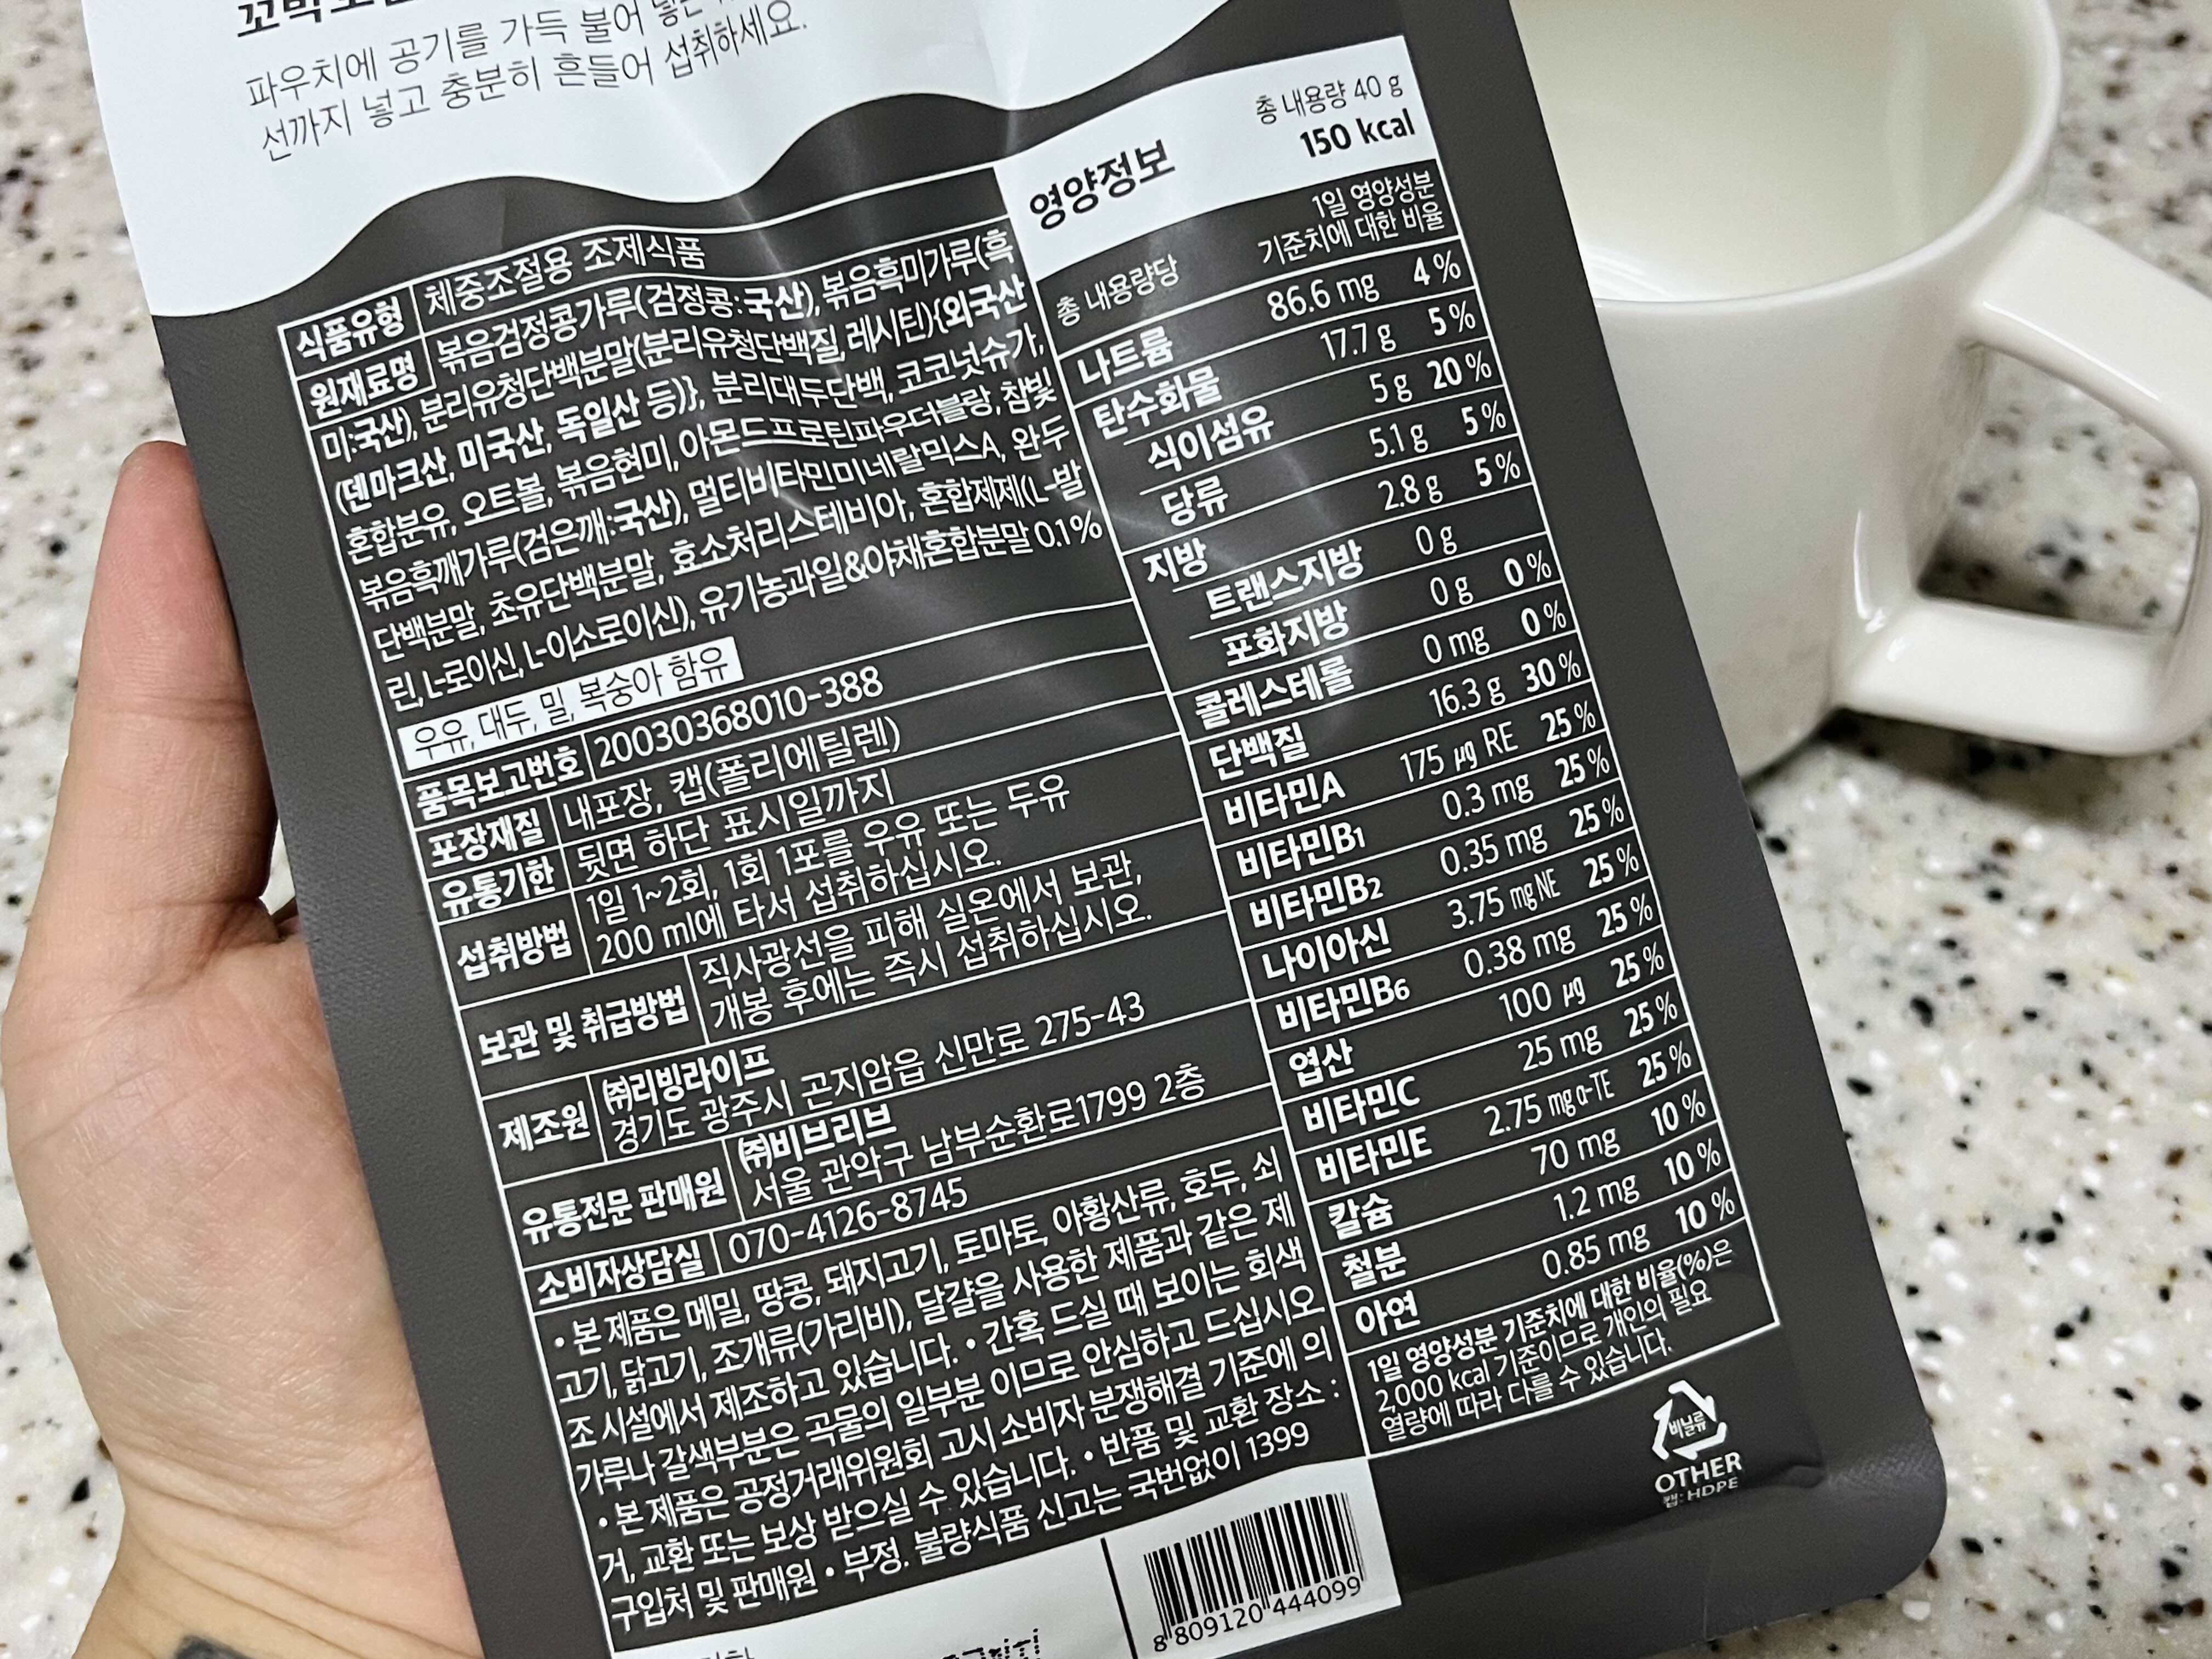 파우치에 공기를 가득 불어 넣은
선까지 넣고 충분히 흔들어 섭취하세요.
식품유형 체중조절용 조제식품
원재료명 볶음검정콩가루(검정콩:국산), 볶음흑미가루(흑
미:국산), 분리유청단백분말(분리유청단백질, 레시틴){외국산
(덴마크산, 미국산, 독일산 등)}, 분리대두단백, 코코넛슈가,
혼합분유, 오트볼, 볶음현미, 아몬드프로틴파우더블랑, 참빛
볶음흑깨가루(검은깨:국산), 멀티비타민미네랄믹스A, 완두
단백분말, 초유단백분말, 효소처리스테비아, 혼합제제(L-발
린, L-로이신, L-이소로이신), 유기농과일&야채혼합분말 0.1%
우유, 대두, 밀, 복숭아 함유
품목보고번호 20030368010-388
포장재질 내포장, 캡(폴리에틸렌)
유통기한 뒷면 하단 표시일까지
섭취방법 1일 1~2회, 1회 1포를 우유 또는 두유
200 ml에 타서 섭취하십시오.
보관 및 취급방법 직사광선을 피해 실온에서 보관,
개봉 후에는 즉시 섭취하십시오.
제조원 ㈜리빙라이프
경기도 광주시 곤지암읍 신만로 275-43
유통전문 판매원 ㈜비브리브
서울 관악구 남부순환로1799 2층
소비자상담실 070-4126-8745
• 본 제품은 메밀, 땅콩, 돼지고기, 토마토, 아황산류, 호두, 쇠
고기, 닭고기, 조개류(가리비), 달걀을 사용한 제품과 같은 제
조 시설에서 제조하고 있습니다. • 간혹 드실 때 보이는 회색
가루나 갈색부분은 곡물의 일부분 이므로 안심하고 드십시오
• 본 제품은 공정거래위원회 고시 소비자 분쟁해결 기준에 의
거, 교환 또는 보상 받으실 수 있습니다. • 반품 및 교환 장소 :
구입처 및 판매원 • 부정. 불량식품 신고는 국번없이 1399
영양정보
총 내용량 40 g
150 kcal
총 내용량당
1일 영양성분
기준치에 대한 비율
나트륨 86.6 mg 4 %
탄수화물 17.7 g 5 %
식이섬유 5 g 20 %
당류 5.1 g 5 %
지방 2.8 g 5 %
트랜스지방 0 g
포화지방 0 g 0 %
콜레스테롤 0 mg 0 %
단백질 16.3 g 30 %
비타민A 175 ㎍ RE 25 %
비타민B1 0.3 mg 25 %
비타민B2 0.35 mg 25 %
나이아신 3.75 ㎎ NE 25 %
비타민B6 0.38 mg 25 %
엽산 100 ㎍ 25 %
비타민C 25 mg 25 %
비타민E 2.75 ㎎ α-TE 25 %
칼슘 70 mg 10 %
철분 1.2 mg 10 %
아연 0.85 mg 10 %
1일 영양성분 기준치에 대한 비율(%)은
2,000 kcal 기준이므로 개인의 필요
열량에 따라 다를 수 있습니다.
비닐류
OTHER
캡: HDPE
8 809120 444099